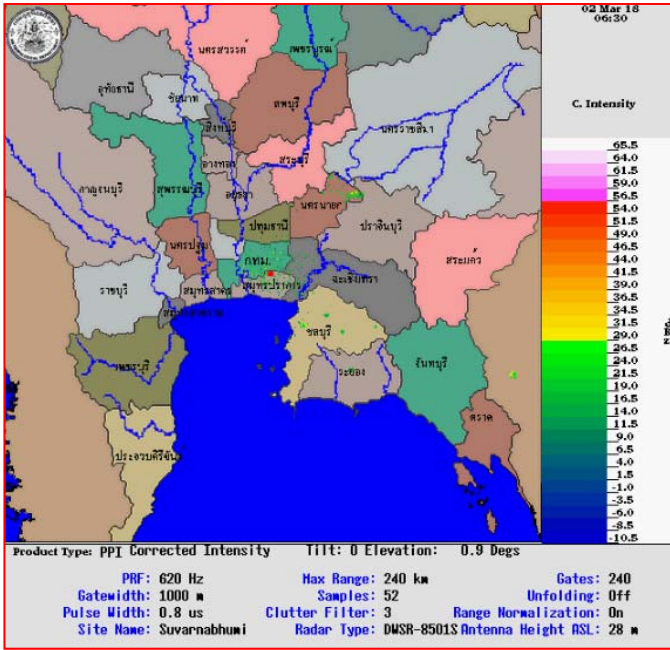 02 Mar 18
06:30
C. Intensity
นครสวรรค์
เพชรบูรณ์
อุทัยธานี
ชัยนาท
ลพบุรี
สิงห์บุรี
นครราชสีมา
อ่างทอง
สระบุรี
กาญจนบุรี
สุพรรณบุรี
อยุธยา
นครนายก
ปทุมธานี
ปราจีนบุรี
นครปฐม
กทม.
สระแก้ว
ราชบุรี
สมุทรสาคร
สมุทรปราการ
ฉะเชิงเทรา
สมุทรสงคราม
ชลบุรี
เพชรบุรี
ระยอง
จันทบุรี
ตราด
ประจวบคีรีขันธ์
65.5
64.0
61.5
59.0
56.5
54.0
51.5
49.0
46.5
44.0
41.5
39.0
36.5
34.0
31.5
29.0
26.5
24.0
21.5
19.0
16.5
14.0
11.5
9.0
6.5
4.0
1.5
-1.0
-3.5
-6.0
-8.5
-10.5
Product Type: PPI Corrected Intensity Tilt: 0 Elevation: 0.9 Degs
PRF: 620 Hz Max Range: 240 km Gates: 240
Gatewidth: 1000 m Samples: 52 Unfolding: Off
Pulse Width: 0.8 us Clutter Filter: 3 Range Normalization: On
Site Name: Suvarnabhumi Radar Type: DWSR-8501S Antenna Height ASL: 28 m